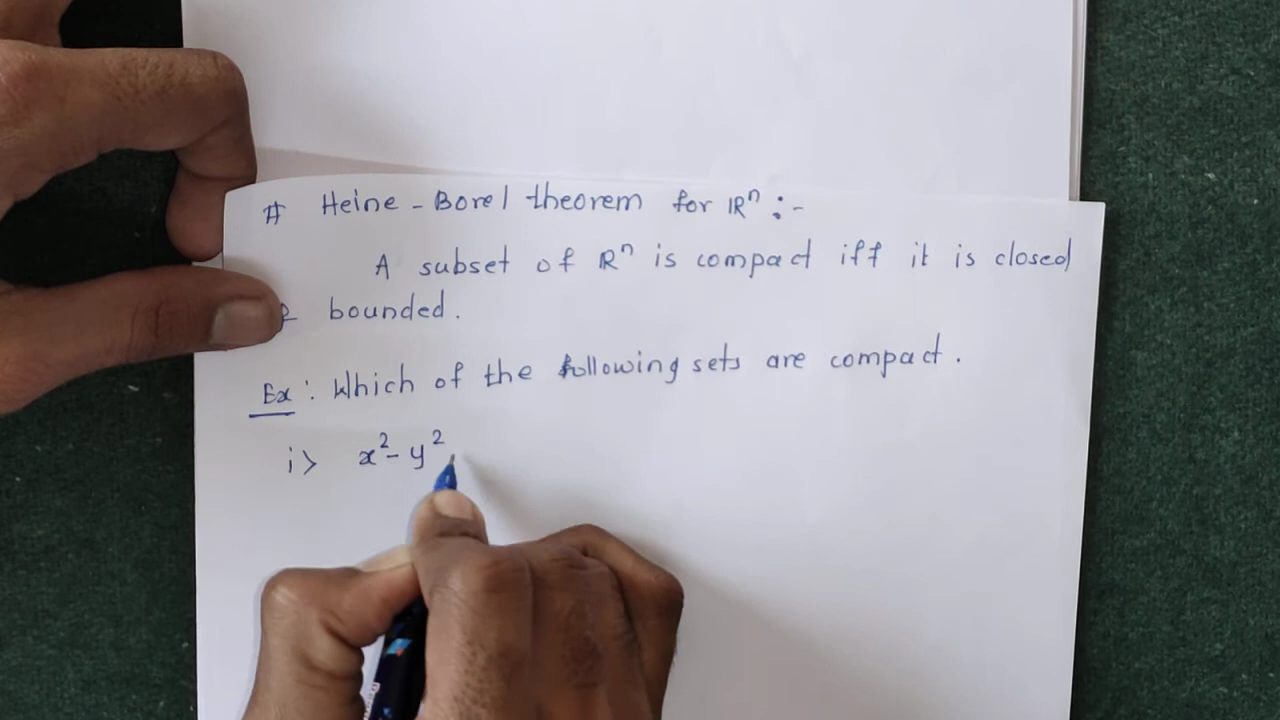 # Heine-Borel theorem for ℝⁿ :-
A subset of ℝⁿ is compact iff it is closed
bounded.
Ex : Which of the following sets are compact.
i> x² - y²